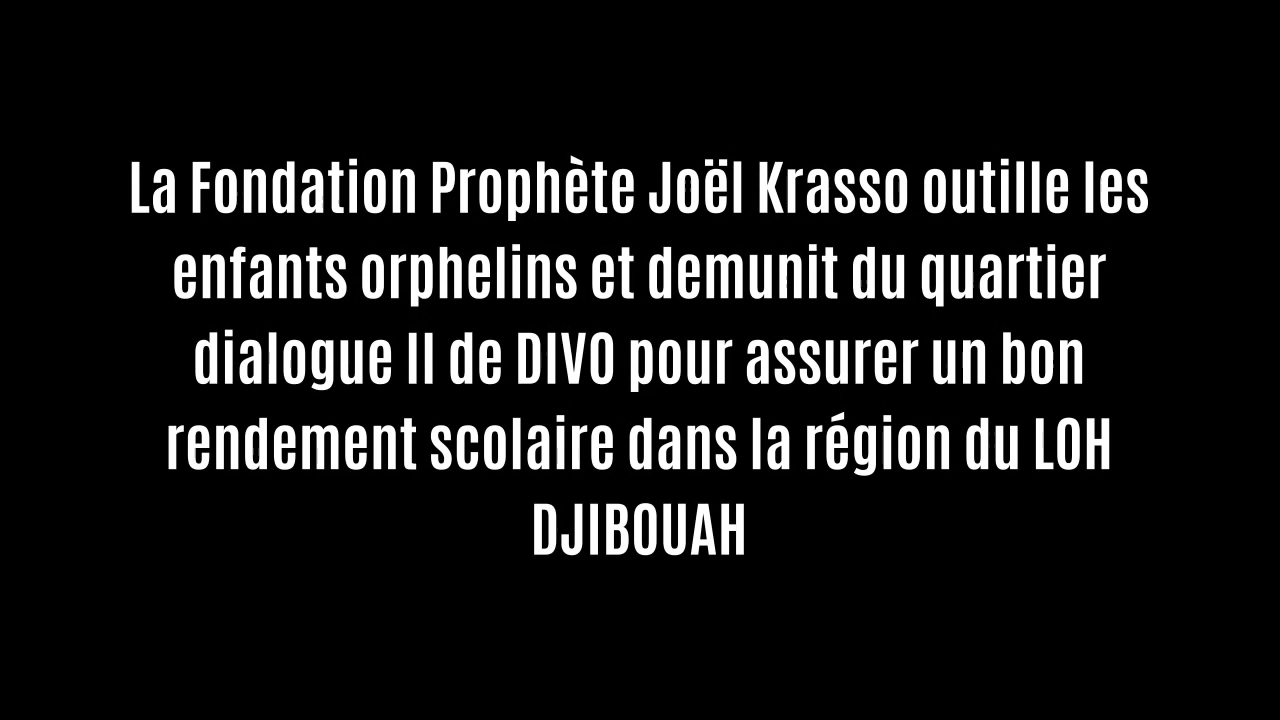 La Fondation Prophète Joël Krasso outille les
enfants orphelins et demunit du quartier
dialogue II de DIVO pour assurer un bon
rendement scolaire dans la région du LOH
DJIBOUAH